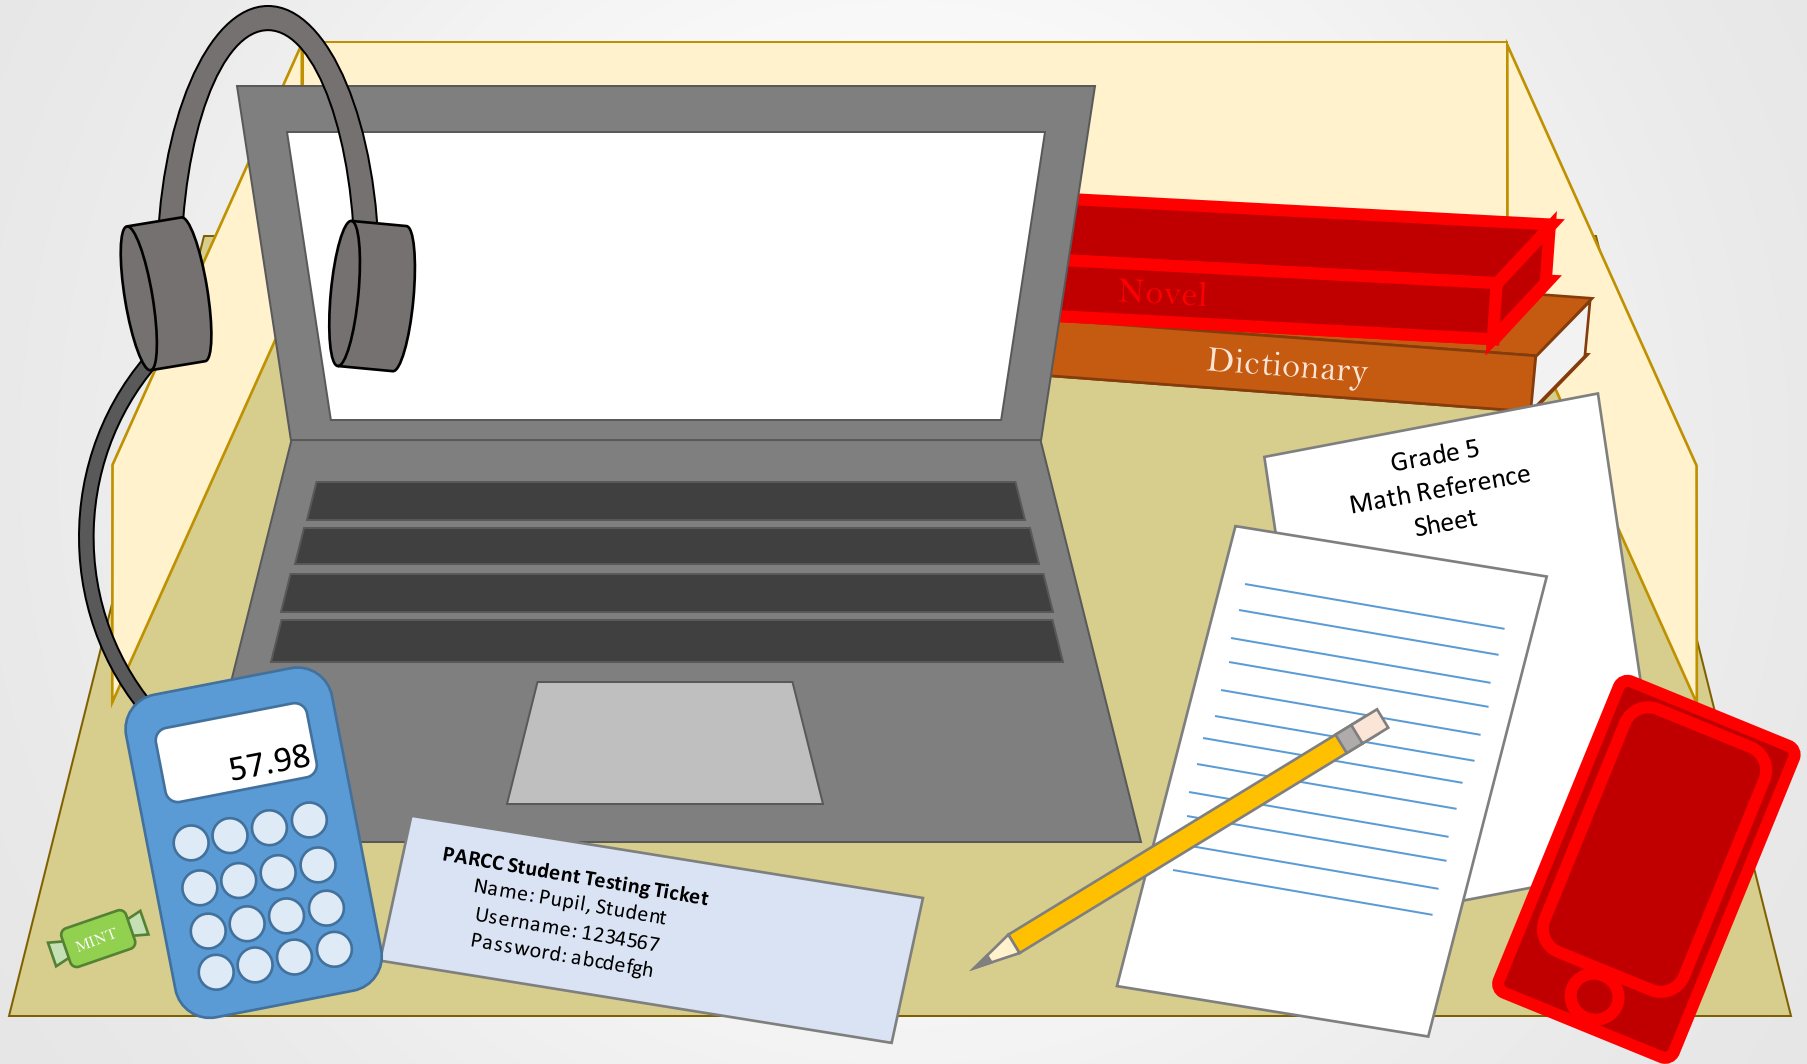 Novel
Dictionary
Grade 5
Math Reference
Sheet
57.98
PARCC Student Testing Ticket
Name: Pupil, Student
Username: 1234567
Password: abcdefgh
MINT